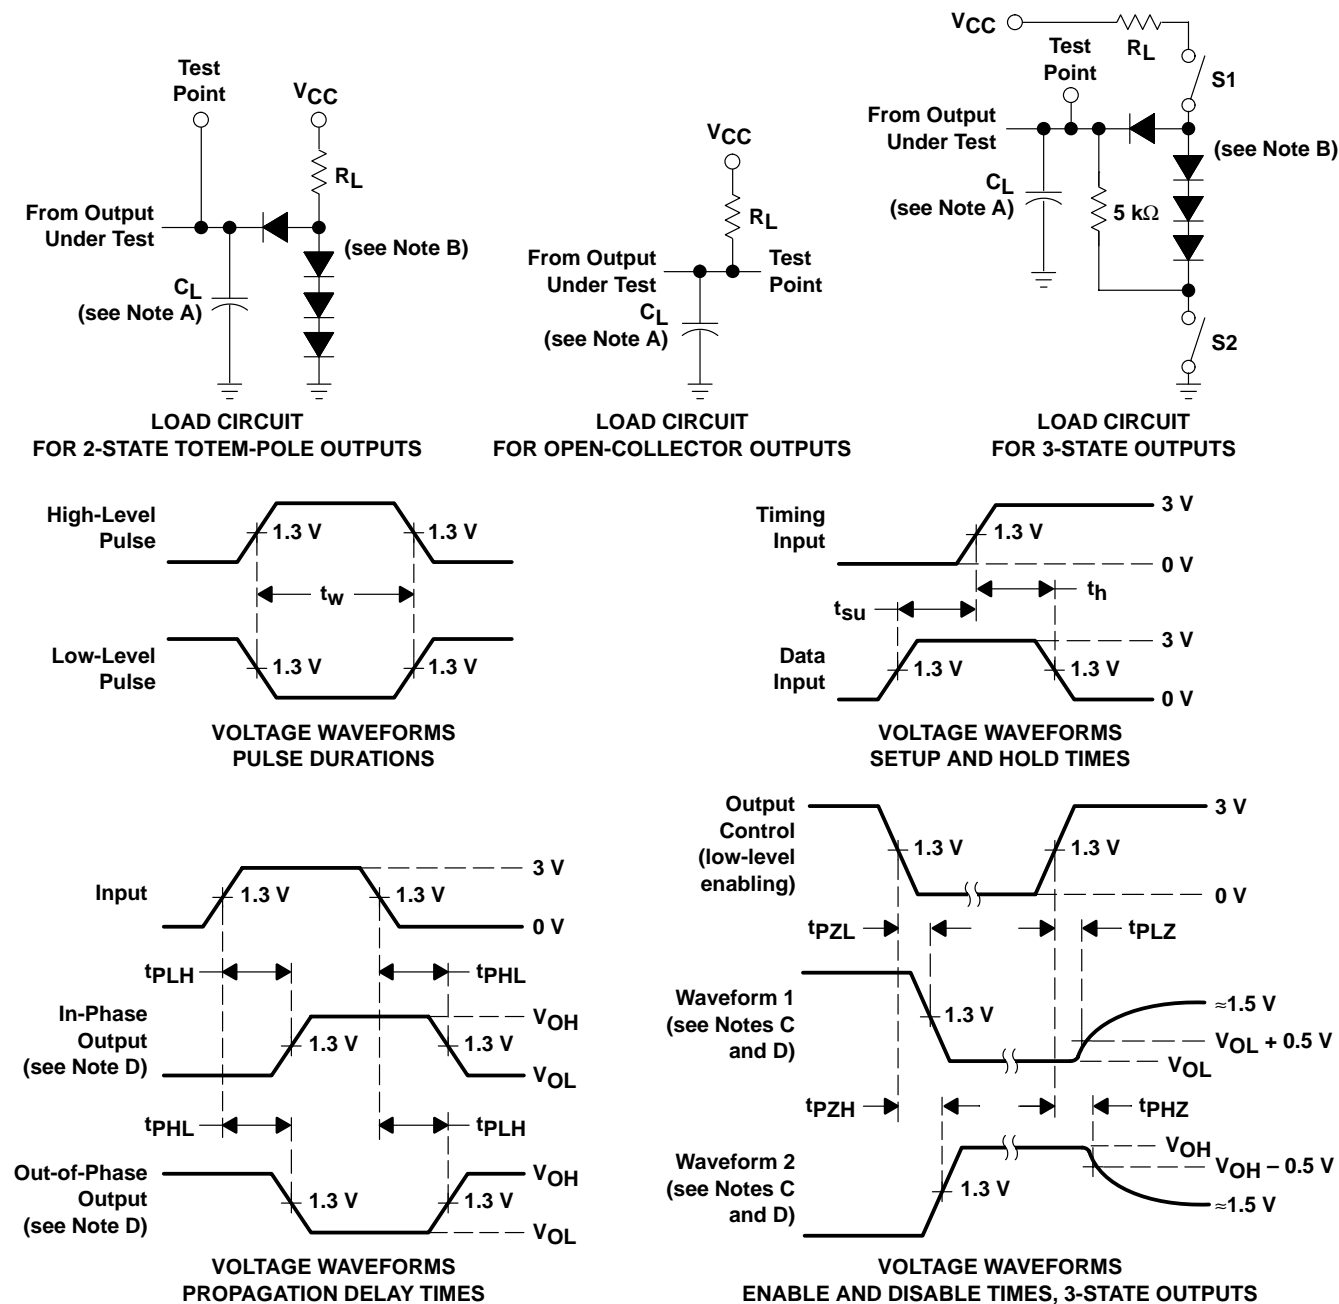 Test
Point
VCC
RL
From Output
Under Test
(see Note B)
CL
(see Note A)
LOAD CIRCUIT
FOR 2-STATE TOTEM-POLE OUTPUTS
VCC
RL
From Output
Under Test
Test
Point
CL
(see Note A)
LOAD CIRCUIT
FOR OPEN-COLLECTOR OUTPUTS
VCC
RL
Test
Point
S1
From Output
Under Test
(see Note B)
CL
(see Note A)
5 kΩ
S2
LOAD CIRCUIT
FOR 3-STATE OUTPUTS
High-Level
Pulse
1.3 V
1.3 V
tw
Low-Level
Pulse
1.3 V
1.3 V
VOLTAGE WAVEFORMS
PULSE DURATIONS
Timing
Input
1.3 V
3 V
0 V
tsu
th
Data
Input
1.3 V
1.3 V
3 V
0 V
VOLTAGE WAVEFORMS
SETUP AND HOLD TIMES
Input
1.3 V
1.3 V
3 V
0 V
tPLH
tPHL
In-Phase
Output
(see Note D)
1.3 V
1.3 V
VOH
VOL
tPHL
tPLH
Out-of-Phase
Output
(see Note D)
1.3 V
1.3 V
VOH
VOL
VOLTAGE WAVEFORMS
PROPAGATION DELAY TIMES
Output
Control
(low-level
enabling)
1.3 V
1.3 V
3 V
0 V
tPZL
tPLZ
Waveform 1
(see Notes C
and D)
1.3 V
≈1.5 V
VOL + 0.5 V
VOL
tPZH
tPHZ
Waveform 2
(see Notes C
and D)
1.3 V
VOH
VOH – 0.5 V
≈1.5 V
VOLTAGE WAVEFORMS
ENABLE AND DISABLE TIMES, 3-STATE OUTPUTS